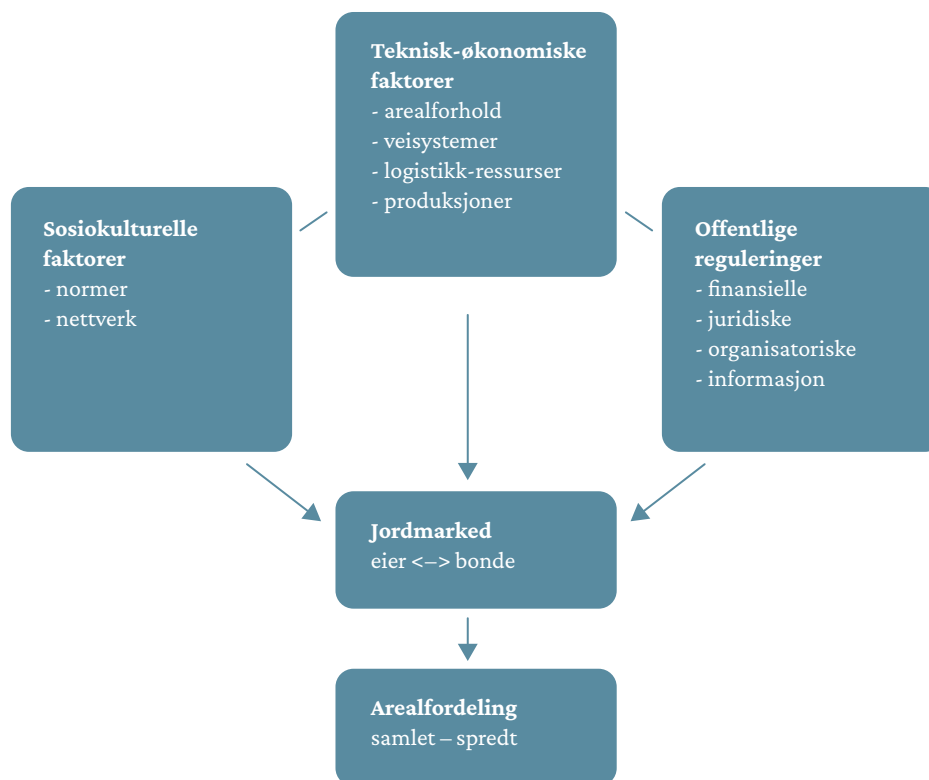 Teknisk-økonomiske
faktorer
- arealforhold
- veisystemer
- logistikk-ressurser
- produksjoner
Sosiokulturelle
faktorer
- normer
- nettverk
Offentlige
reguleringer
- finansielle
- juridiske
- organisatoriske
- informasjon
Jordmarked
eier <–> bonde
Arealfordeling
samlet – spredt